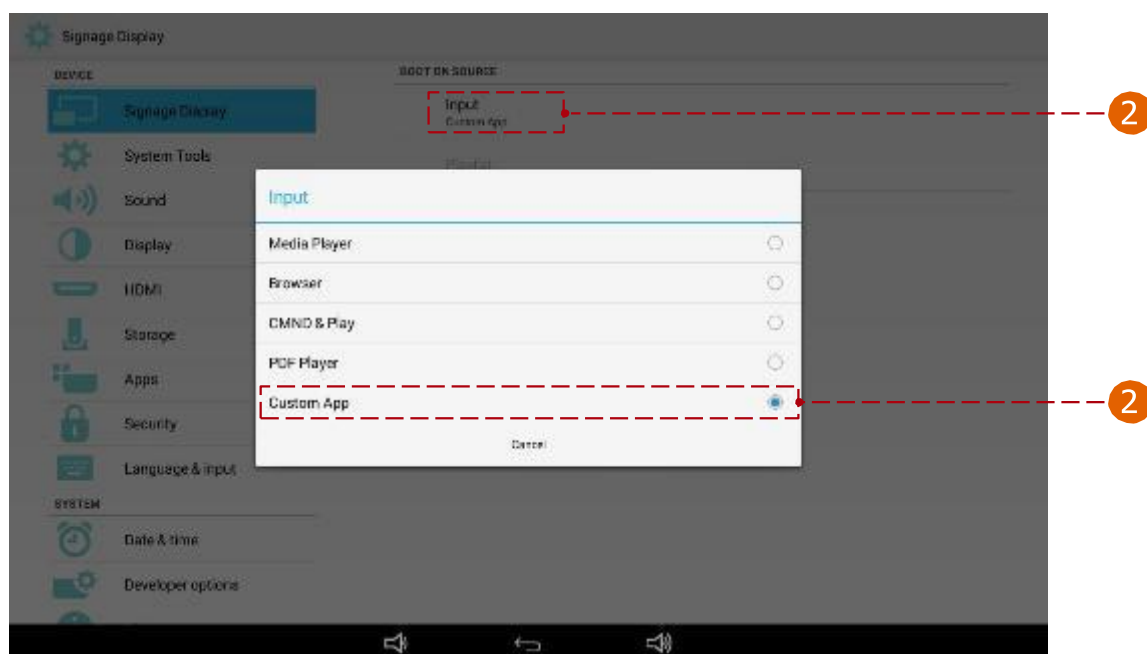 Signage Display
DEVICE
BOOT ON SOURCE
Signage Display
Input
Custom App
2
System Tools
Playlist
Sound
Input
Display
Media Player
HDMI
Browser
Storage
CMND & Play
Apps
PDF Player
Security
Custom App
2
Cancel
Language & input
SYSTEM
Date & time
Developer options